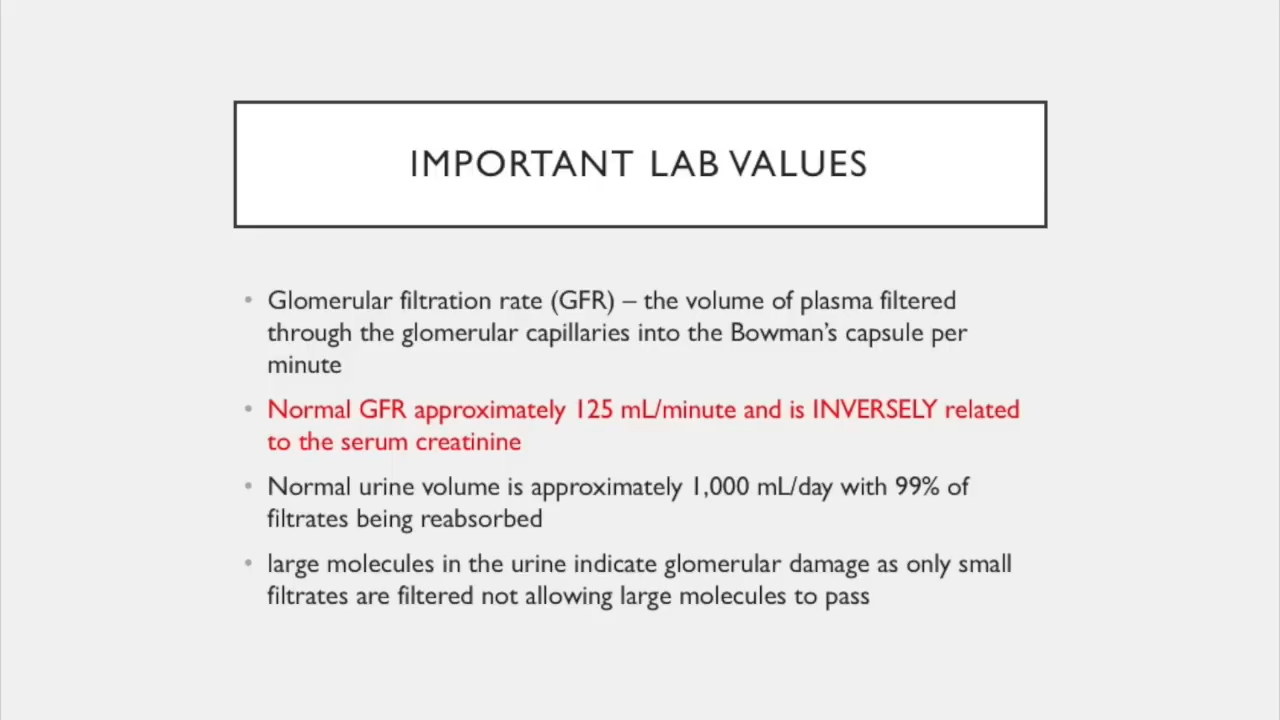 IMPORTANT LAB VALUES
• Glomerular filtration rate (GFR) – the volume of plasma filtered
through the glomerular capillaries into the Bowman’s capsule per
minute
• Normal GFR approximately 125 mL/minute and is INVERSELY related
to the serum creatinine
• Normal urine volume is approximately 1,000 mL/day with 99% of
filtrates being reabsorbed
• large molecules in the urine indicate glomerular damage as only small
filtrates are filtered not allowing large molecules to pass